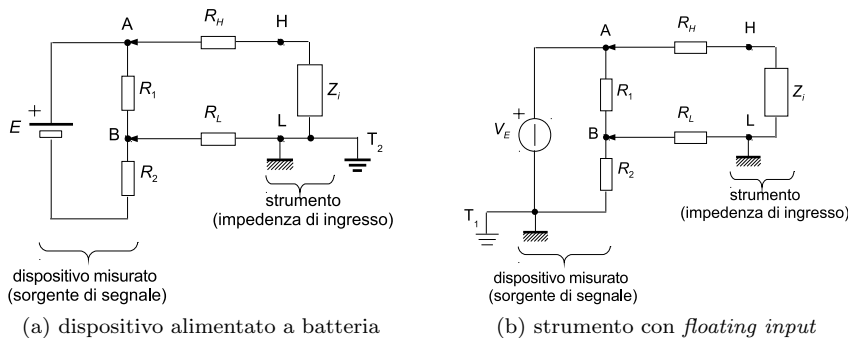 A
R_H
H
+
E
R_1
Z_i
B
R_L
L
T_2
R_2
strumento
(impedenza di ingresso)
dispositivo misurato
(sorgente di segnale)
(a) dispositivo alimentato a batteria
A
R_H
H
+
V_E
R_1
Z_i
B
R_L
L
R_2
T_1
strumento
(impedenza di ingresso)
dispositivo misurato
(sorgente di segnale)
(b) strumento con floating input